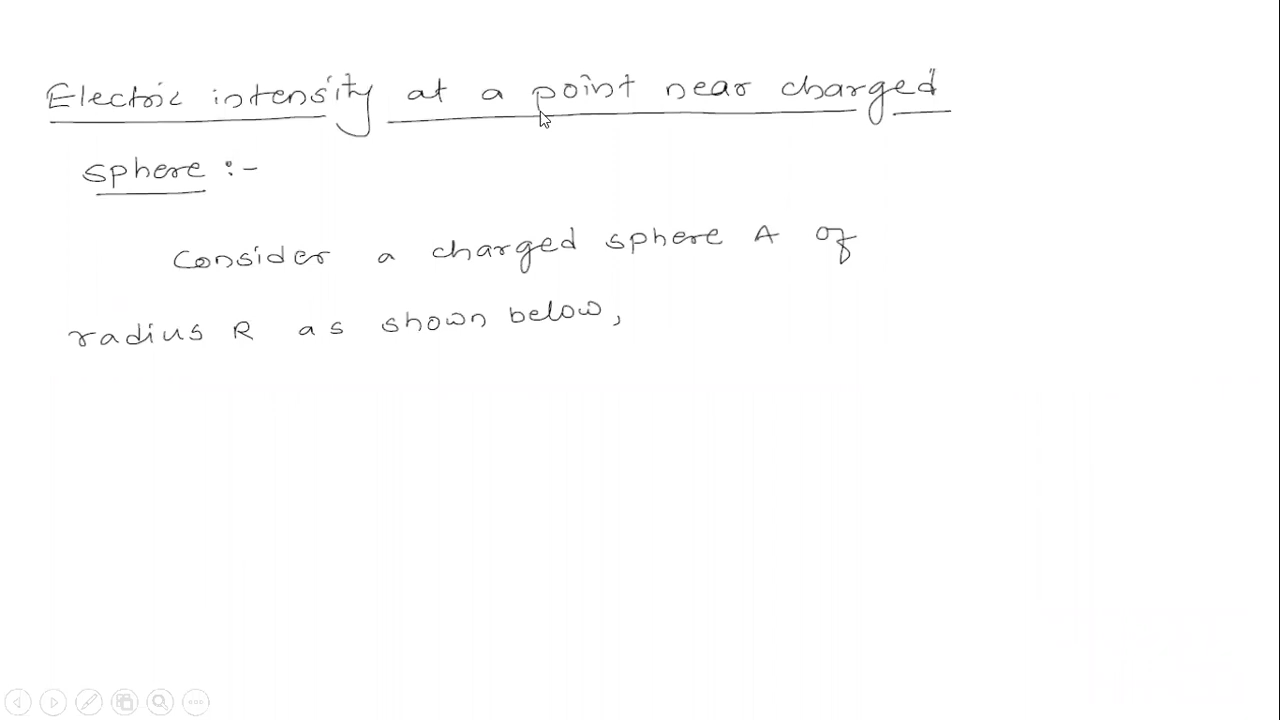 Electric intensity at a point near charged
sphere :-
Consider a charged sphere A of
radius R as shown below,